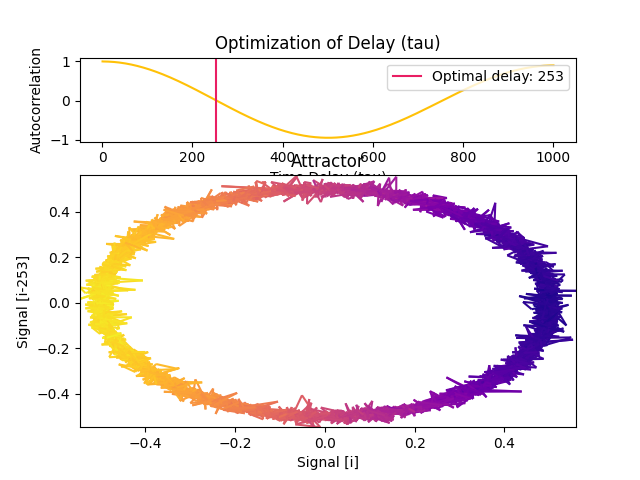 Optimization of Delay (tau)
Autocorrelation
1
0
−1
Optimal delay: 253
0 200 400 600 800 1000
Time Delay (tau)
Attractor
Signal [i-253]
0.4
0.2
0.0
−0.2
−0.4
−0.4 −0.2 0.0 0.2 0.4
Signal [i]